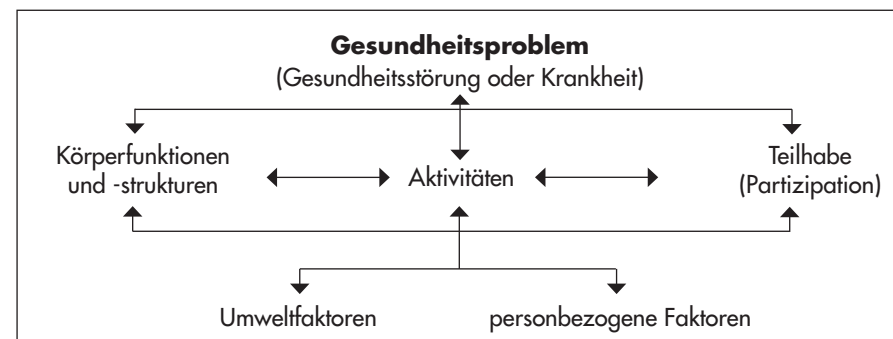 Gesundheitsproblem
(Gesundheitsstörung oder Krankheit)
Körperfunktionen
und -strukturen
Aktivitäten
Teilhabe
(Partizipation)
Umweltfaktoren
personbezogene Faktoren